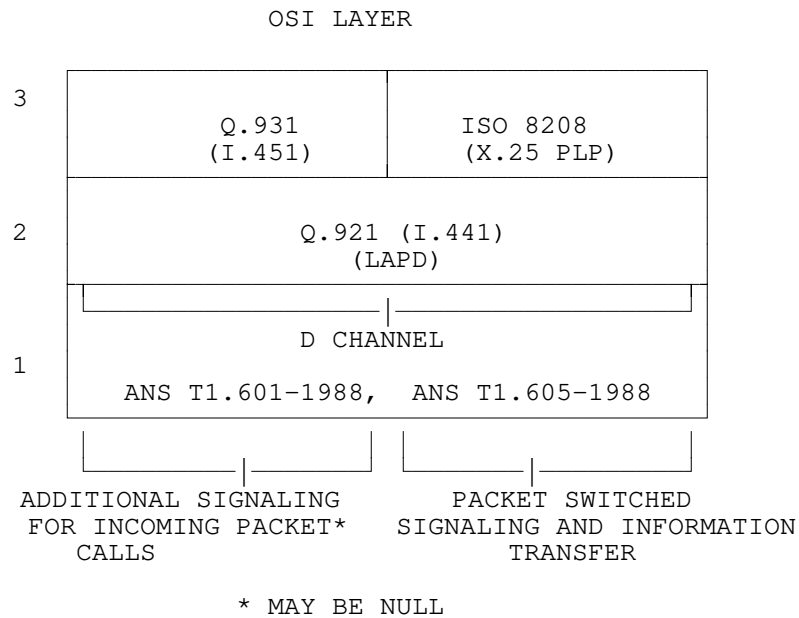 OSI LAYER
3
Q.931 ISO 8208
(I.451) (X.25 PLP)
2 Q.921 (I.441)
(LAPD)
D CHANNEL
1
ANS T1.601-1988, ANS T1.605-1988
ADDITIONAL SIGNALING PACKET SWITCHED
FOR INCOMING PACKET* SIGNALING AND INFORMATION
CALLS TRANSFER
* MAY BE NULL